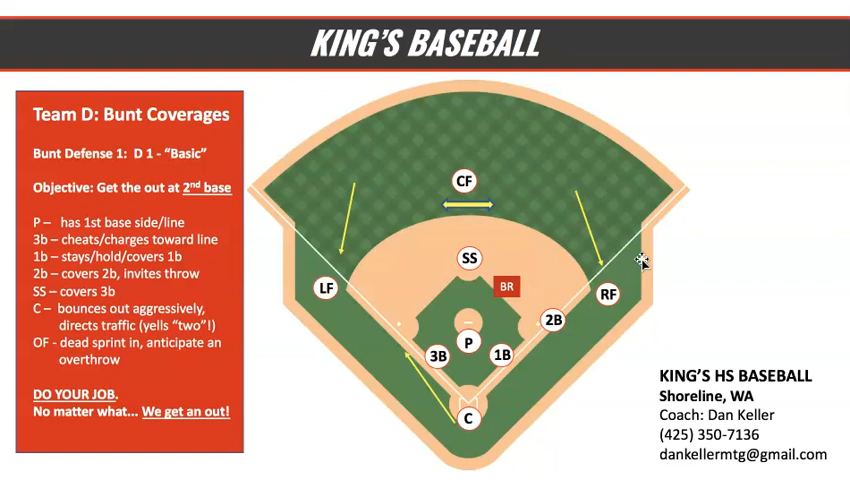 KING'S BASEBALL
Team D: Bunt Coverages
Bunt Defense 1: D 1 - “Basic”
Objective: Get the out at 2nd base
P – has 1st base side/line
3b – cheats/charges toward line
1b – stays/hold/covers 1b
2b – covers 2b, invites throw
SS – covers 3b
C – bounces out aggressively,
directs traffic (yells “two”!)
OF - dead sprint in, anticipate an
overthrow
DO YOUR JOB.
No matter what... We get an out!
CF
SS
BR
LF
RF
2B
P
3B
1B
C
KING'S HS BASEBALL
Shoreline, WA
Coach: Dan Keller
(425) 350-7136
dankellermtg@gmail.com